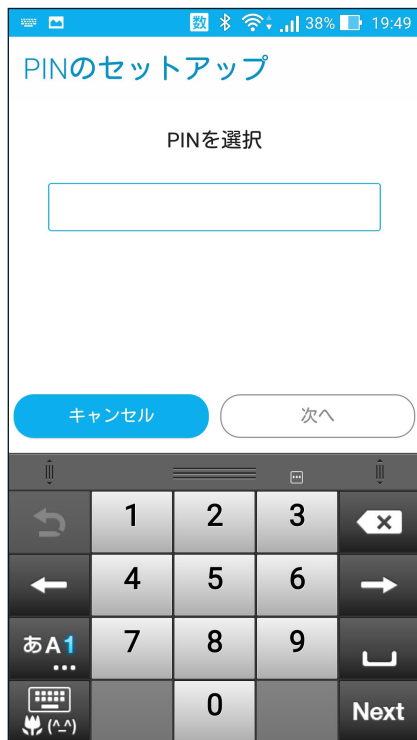 数 38% 19:49
PINのセットアップ
PINを選択
キャンセル 次へ
1 2 3
4 5 6
あA1 7 8 9
...
(^_^) 0 Next